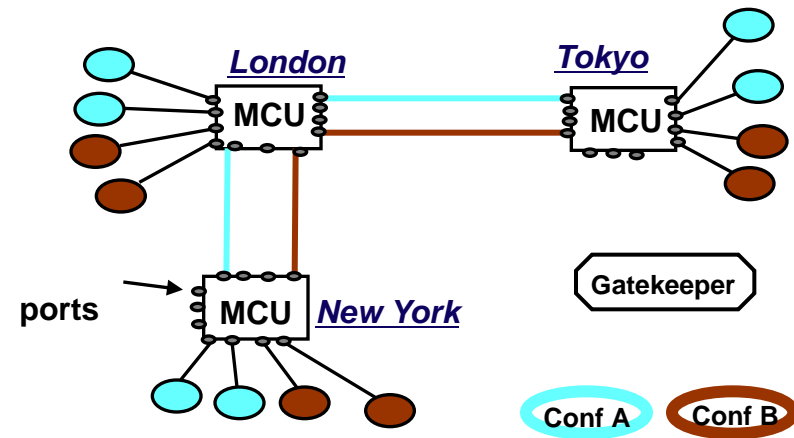 London
Tokyo
MCU
MCU
Gatekeeper
ports
MCU
New York
Conf A
Conf B